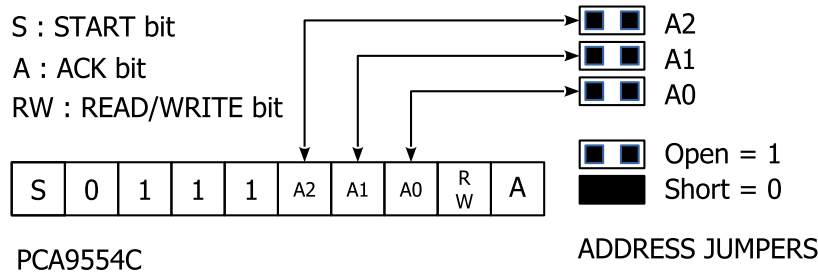 S : START bit
A : ACK bit
RW : READ/WRITE bit
A2
A1
A0
Open = 1
Short = 0
S 0 1 1 1 A2 A1 A0 R W A
PCA9554C
ADDRESS JUMPERS